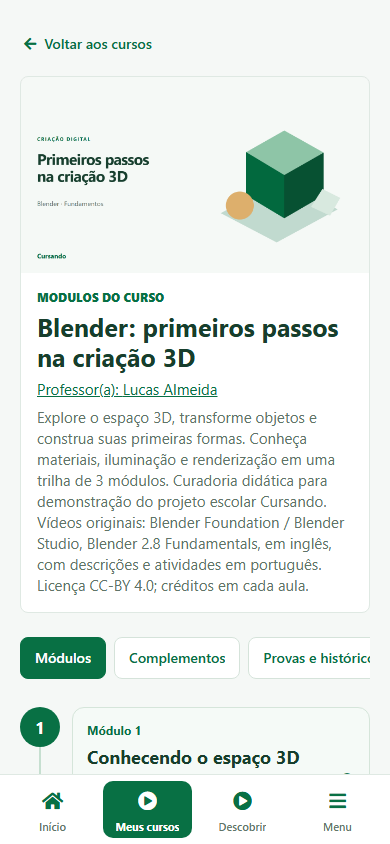 Voltar aos cursos
CRIAÇÃO DIGITAL
Primeiros passos
na criação 3D
Blender · Fundamentos
Cursando
MODULOS DO CURSO
Blender: primeiros passos
na criação 3D
Professor(a): Lucas Almeida
Explore o espaço 3D, transforme objetos e
construa suas primeiras formas. Conheça
materiais, iluminação e renderização em uma
trilha de 3 módulos. Curadoria didática para
demonstração do projeto escolar Cursando.
Vídeos originais: Blender Foundation / Blender
Studio, Blender 2.8 Fundamentals, em inglês,
com descrições e atividades em português.
Licença CC-BY 4.0; créditos em cada aula.
Módulos Complementos Provas e histórico
1
Módulo 1
Conhecendo o espaço 3D
Início Meus cursos Descobrir Menu